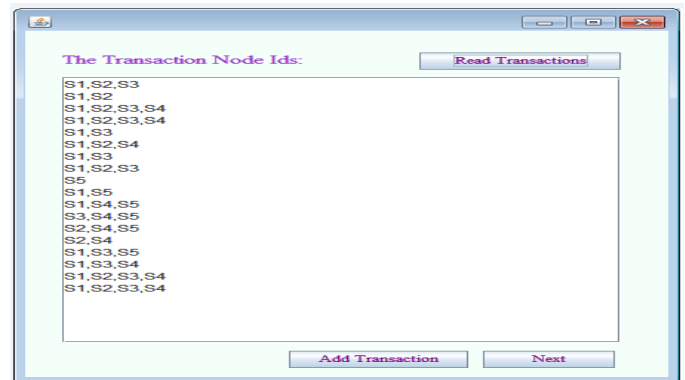 The Transaction Node Ids:
Read Transactions
S1,S2,S3
S1,S2
S1,S2,S3,S4
S1,S2,S3,S4
S1,S3
S1,S2,S4
S1,S3
S1,S2,S3
S5
S1,S5
S1,S4,S5
S3,S4,S5
S2,S4,S5
S2,S4
S1,S3,S5
S1,S3,S4
S1,S2,S3,S4
S1,S2,S3,S4
Add Transaction
Next